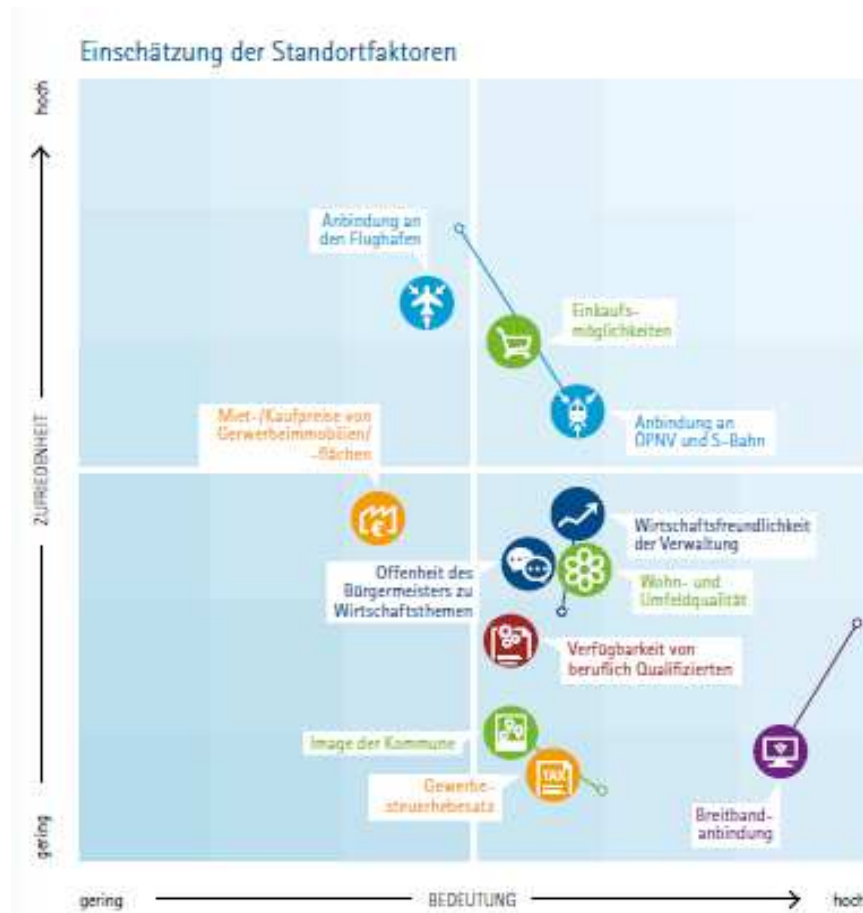 Einschätzung der Standortfaktoren
hoch
Anbindung an
den Flughafen
Einkaufs-
möglichkeiten
Miet-/Kaufpreise von
Gerwerbeimmobilien/
-flächen
Anbindung an
ÖPNV und S-Bahn
ZUFRIEDENHEIT
Wirtschaftsfreundlichkeit
der Verwaltung
Offenheit des
Bürgermeisters zu
Wirtschaftsthemen
Wohn- und
Umfeldqualität
Verfügbarkeit von
beruflich Qualifizierten
Image der Kommune
TAX
Gewerbe-
steuerhebesatz
Breitband-
anbindung
gering
gering
BEDEUTUNG
hoch